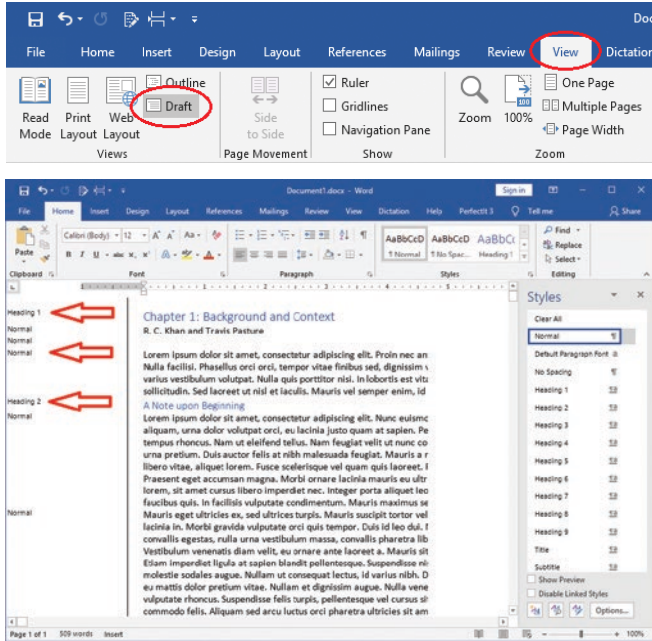 Doc
File Home Insert Design Layout References Mailings Review View Dictation
Read Mode
Print Layout
Web Layout
Outline
Draft
Side to Side
Ruler
Gridlines
Navigation Pane
Zoom
100
100%
One Page
Multiple Pages
Page Width
Views Page Movement Show Zoom
Document1.docx - Word
Sign in
File Home Insert Design Layout References Mailings Review View Dictation Help PerfectIt 3 Tell me Share
Paste
Calibri (Body) 12
B I U abc
AaBbCcD AaBbCcD AaBbCc
¶ Normal ¶ No Spac... Heading 1
Find
Replace
Select
Clipboard Font Paragraph Styles Editing
Heading 1
Normal
Normal
Normal
Heading 2
Normal
Normal
Chapter 1: Background and Context
R. C. Khan and Travis Pasture
Lorem ipsum dolor sit amet, consectetur adipiscing elit. Proin nec an
Nulla facilisi. Phasellus orci orci, tempor vitae finibus sed, dignissim
varius vestibulum volutpat. Nulla quis porttitor nisi. In lobortis est vita
sollicitudin. Sed laoreet ut nisl et iaculis. Mauris vel semper enim, id
A Note upon Beginning
Lorem ipsum dolor sit amet, consectetur adipiscing elit. Nunc euismo
aliquam, urna dolor volutpat orci, eu lacinia justo quam at sapien. Pe
tempus rhoncus. Nam ut eleifend tellus. Nam feugiat velit ut nunc co
urna pretium. Duis auctor felis at nibh malesuada feugiat. Mauris a r
libero vitae, aliquet lorem. Fusce scelerisque vel quam quis laoreet. I
Praesent eget accumsan magna. Morbi ornare lacinia mauris eu ultr
lorem, sit amet cursus libero imperdiet nec. Integer porta aliquet leo
faucibus quis. In facilisis vulputate condimentum. Mauris maximus se
Mauris eget ultricies ex, sed ultrices turpis. Mauris suscipit tortor vel
lacinia in. Morbi gravida vulputate orci quis tempor. Duis id leo dui. I
convallis egestas, nulla urna vestibulum massa, convallis pharetra lib
Vestibulum venenatis diam velit, eu ornare ante laoreet a. Mauris sit
Etiam imperdiet ligula at sapien blandit pellentesque. Suspendisse ni
molestie sodales augue. Nullam ut consequat lectus, id varius nibh. D
eu mattis dolor pretium vitae. Nullam et dignissim augue. Nulla vene
vulputate rhoncus. Suspendisse felis turpis, pellentesque vel cursus si
commodo felis. Aliquam sed arcu luctus orci pharetra ultricies sit am
Styles
Clear All
Normal ¶
Default Paragraph Font a
No Spacing ¶
Heading 1
Heading 2
Heading 3
Heading 4
Heading 5
Heading 6
Heading 7
Heading 8
Heading 9
Title
Subtitle
Show Preview
Disable Linked Styles
Options...
Page 1 of 1 509 words Insert
100%